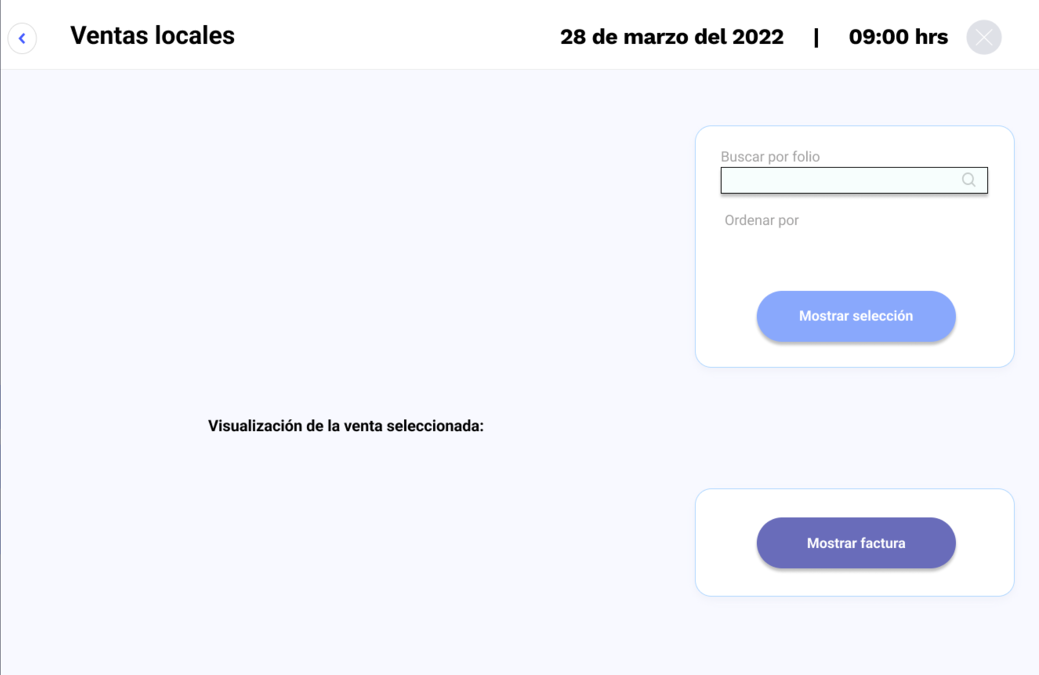 Ventas locales
28 de marzo del 2022 | 09:00 hrs
Buscar por folio
Ordenar por
Mostrar selección
Visualización de la venta seleccionada:
Mostrar factura